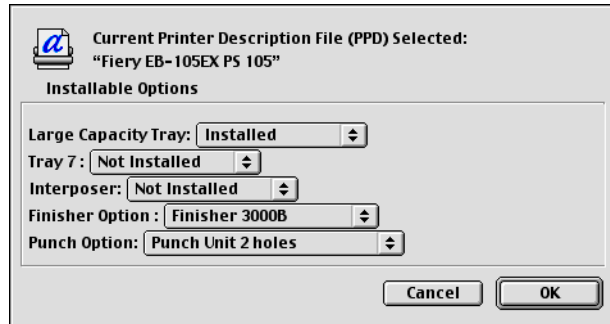 a
Current Printer Description File (PPD) Selected:
“Fiery EB-105EX PS 105”
Installable Options
Large Capacity Tray: Installed
Tray 7 : Not Installed
Interposer: Not Installed
Finisher Option : Finisher 3000B
Punch Option: Punch Unit 2 holes
Cancel OK